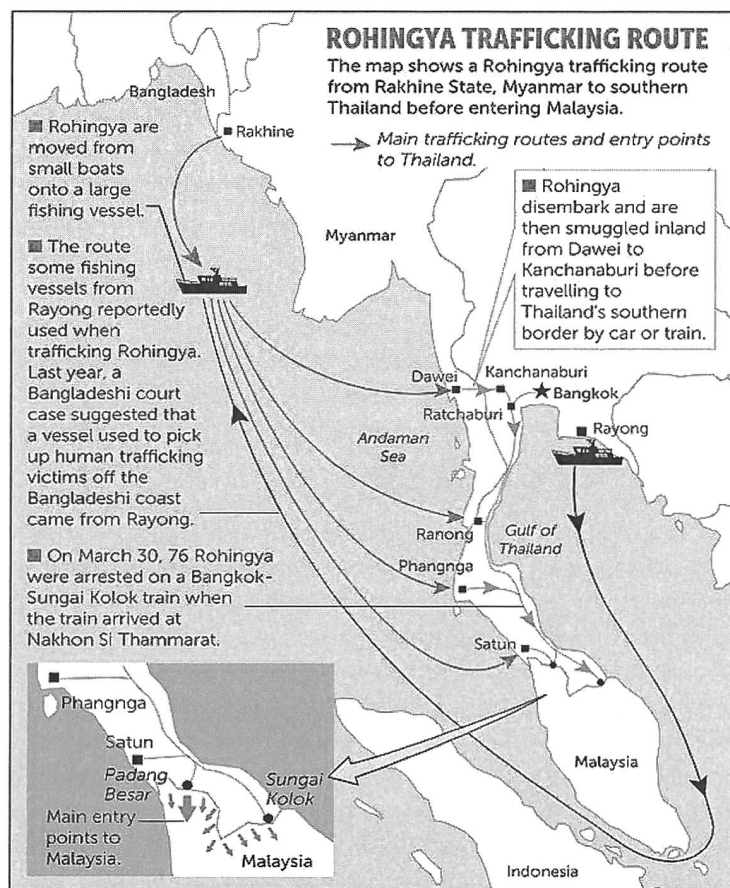 ROHINGYA TRAFFICKING ROUTE
The map shows a Rohingya trafficking route
from Rakhine State, Myanmar to southern
Thailand before entering Malaysia.
Main trafficking routes and entry points
to Thailand.
Bangladesh
Rakhine
Rohingya are
moved from
small boats
onto a large
fishing vessel.
Myanmar
Rohingya
disembark and are
then smuggled inland
from Dawei to
Kanchanaburi before
travelling to
Thailand's southern
border by car or train.
The route
some fishing
vessels from
Rayong reportedly
used when
trafficking Rohingya.
Last year, a
Bangladeshi court
case suggested that
a vessel used to pick
up human trafficking
victims off the
Bangladeshi coast
came from Rayong.
Dawei
Kanchanaburi
Bangkok
Ratchaburi
Rayong
Andaman
Sea
Ranong
Gulf of
Thailand
Phangnga
On March 30, 76 Rohingya
were arrested on a Bangkok-
Sungai Kolok train when
the train arrived at
Nakhon Si Thammarat.
Satun
Malaysia
Indonesia
Phangnga
Satun
Padang
Besar
Sungai
Kolok
Main entry
points to
Malaysia.
Malaysia